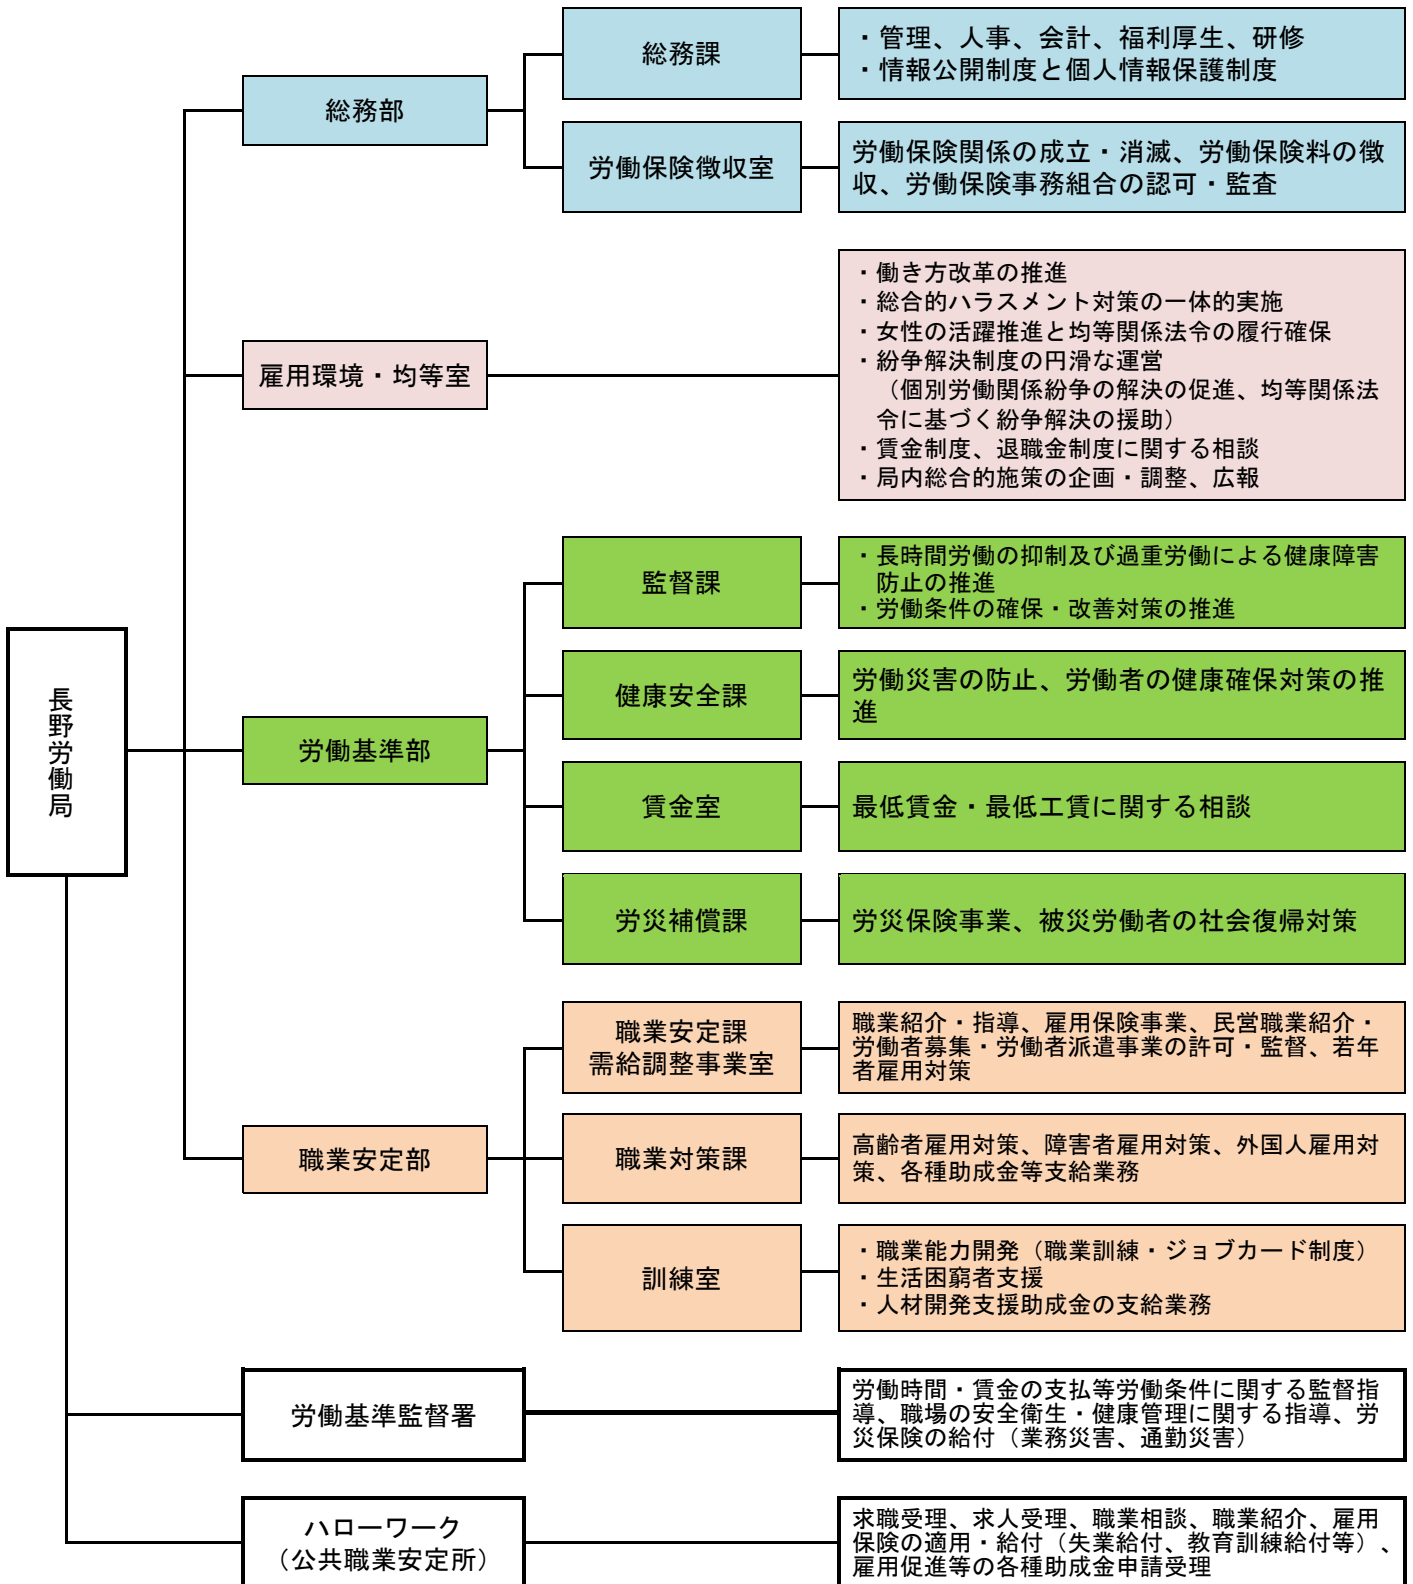 総務課
・管理、人事、会計、福利厚生、研修
・情報公開制度と個人情報保護制度
総務部
労働保険徴収室
労働保険関係の成立・消滅、労働保険料の徴
収、労働保険事務組合の認可・監査
雇用環境・均等室
・働き方改革の推進
・総合的ハラスメント対策の一体的実施
・女性の活躍推進と均等関係法令の履行確保
・紛争解決制度の円滑な運営
（個別労働関係紛争の解決の促進、均等関係法
令に基づく紛争解決の援助）
・賃金制度、退職金制度に関する相談
・局内総合的施策の企画・調整、広報
長野労働局
労働基準部
監督課
・長時間労働の抑制及び過重労働による健康障害
防止の推進
・労働条件の確保・改善対策の推進
健康安全課
労働災害の防止、労働者の健康確保対策の推
進
賃金室
最低賃金・最低工賃に関する相談
労災補償課
労災保険事業、被災労働者の社会復帰対策
職業安定部
職業安定課
需給調整事業室
職業紹介・指導、雇用保険事業、民営職業紹介・
労働者募集・労働者派遣事業の許可・監督、若年
者雇用対策
職業対策課
高齢者雇用対策、障害者雇用対策、外国人雇用対
策、各種助成金等支給業務
訓練室
・職業能力開発（職業訓練・ジョブカード制度）
・生活困窮者支援
・人材開発支援助成金の支給業務
労働基準監督署
労働時間・賃金の支払等労働条件に関する監督指
導、職場の安全衛生・健康管理に関する指導、労
災保険の給付（業務災害、通勤災害）
ハローワーク
（公共職業安定所）
求職受理、求人受理、職業相談、職業紹介、雇用
保険の適用・給付（失業給付、教育訓練給付等）、
雇用促進等の各種助成金申請受理